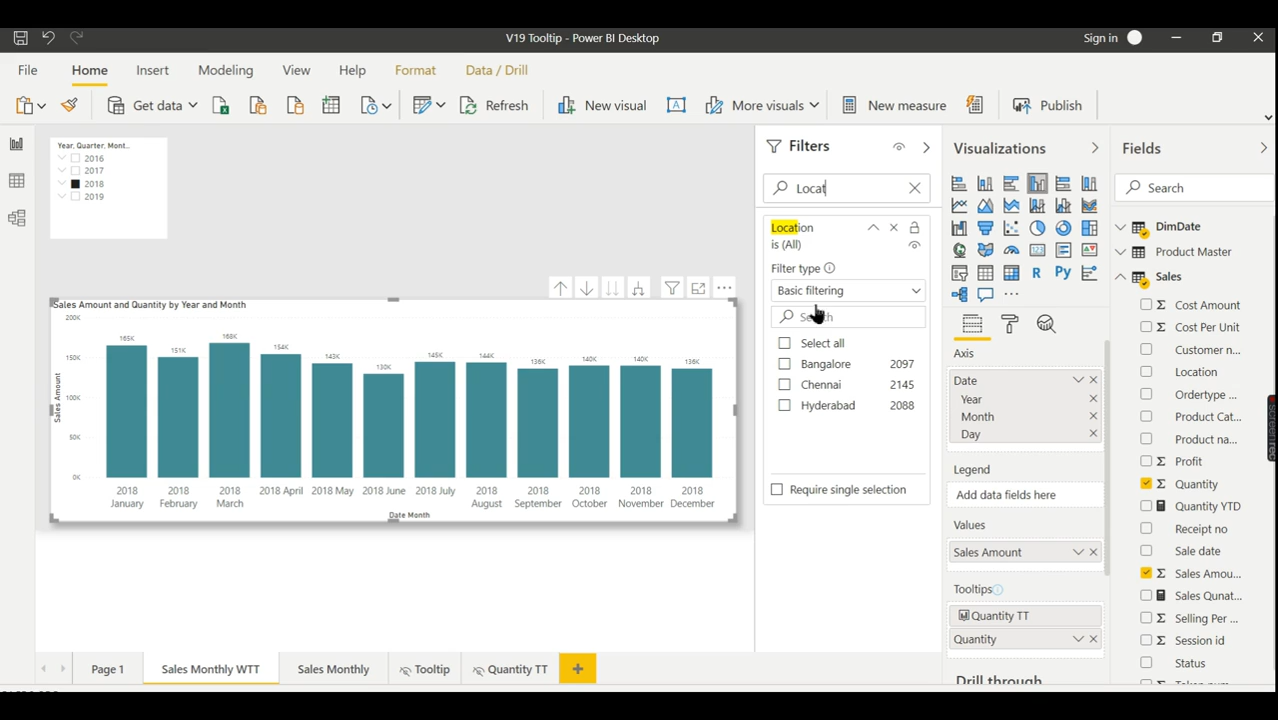 V19 Tooltip - Power BI Desktop
Sign in
File Home Insert Modeling View Help Format Data / Drill
Get data Refresh New visual More visuals New measure Publish
Year, Quarter, Mont..
2016
2017
2018
2019
Sales Amount and Quantity by Year and Month
200K
150K
100K
50K
0K
Sales Amount
165K 151K 168K 154K 143K 130K 145K 144K 136K 140K 140K 136K
2018 January
2018 February
2018 March
2018 April
2018 May
2018 June
2018 July
2018 August
2018 September
2018 October
2018 November
2018 December
Date Month
Filters
Locat
Location
is (All)
Filter type
Basic filtering
Search
Select all
Bangalore 2097
Chennai 2145
Hyderabad 2088
Require single selection
Visualizations
R Py
Axis
Date
Year
Month
Day
Legend
Add data fields here
Values
Sales Amount
Tooltips
Quantity TT
Quantity
Drill through
Fields
Search
DimDate
Product Master
Sales
Cost Amount
Cost Per Unit
Customer n...
Location
Ordertype ...
Product Cat...
Product na...
Profit
Quantity
Quantity YTD
Receipt no
Sale date
Sales Amou...
Sales Qunat...
Selling Per ...
Session id
Status
Page 1
Sales Monthly WTT
Sales Monthly
Tooltip
Quantity TT